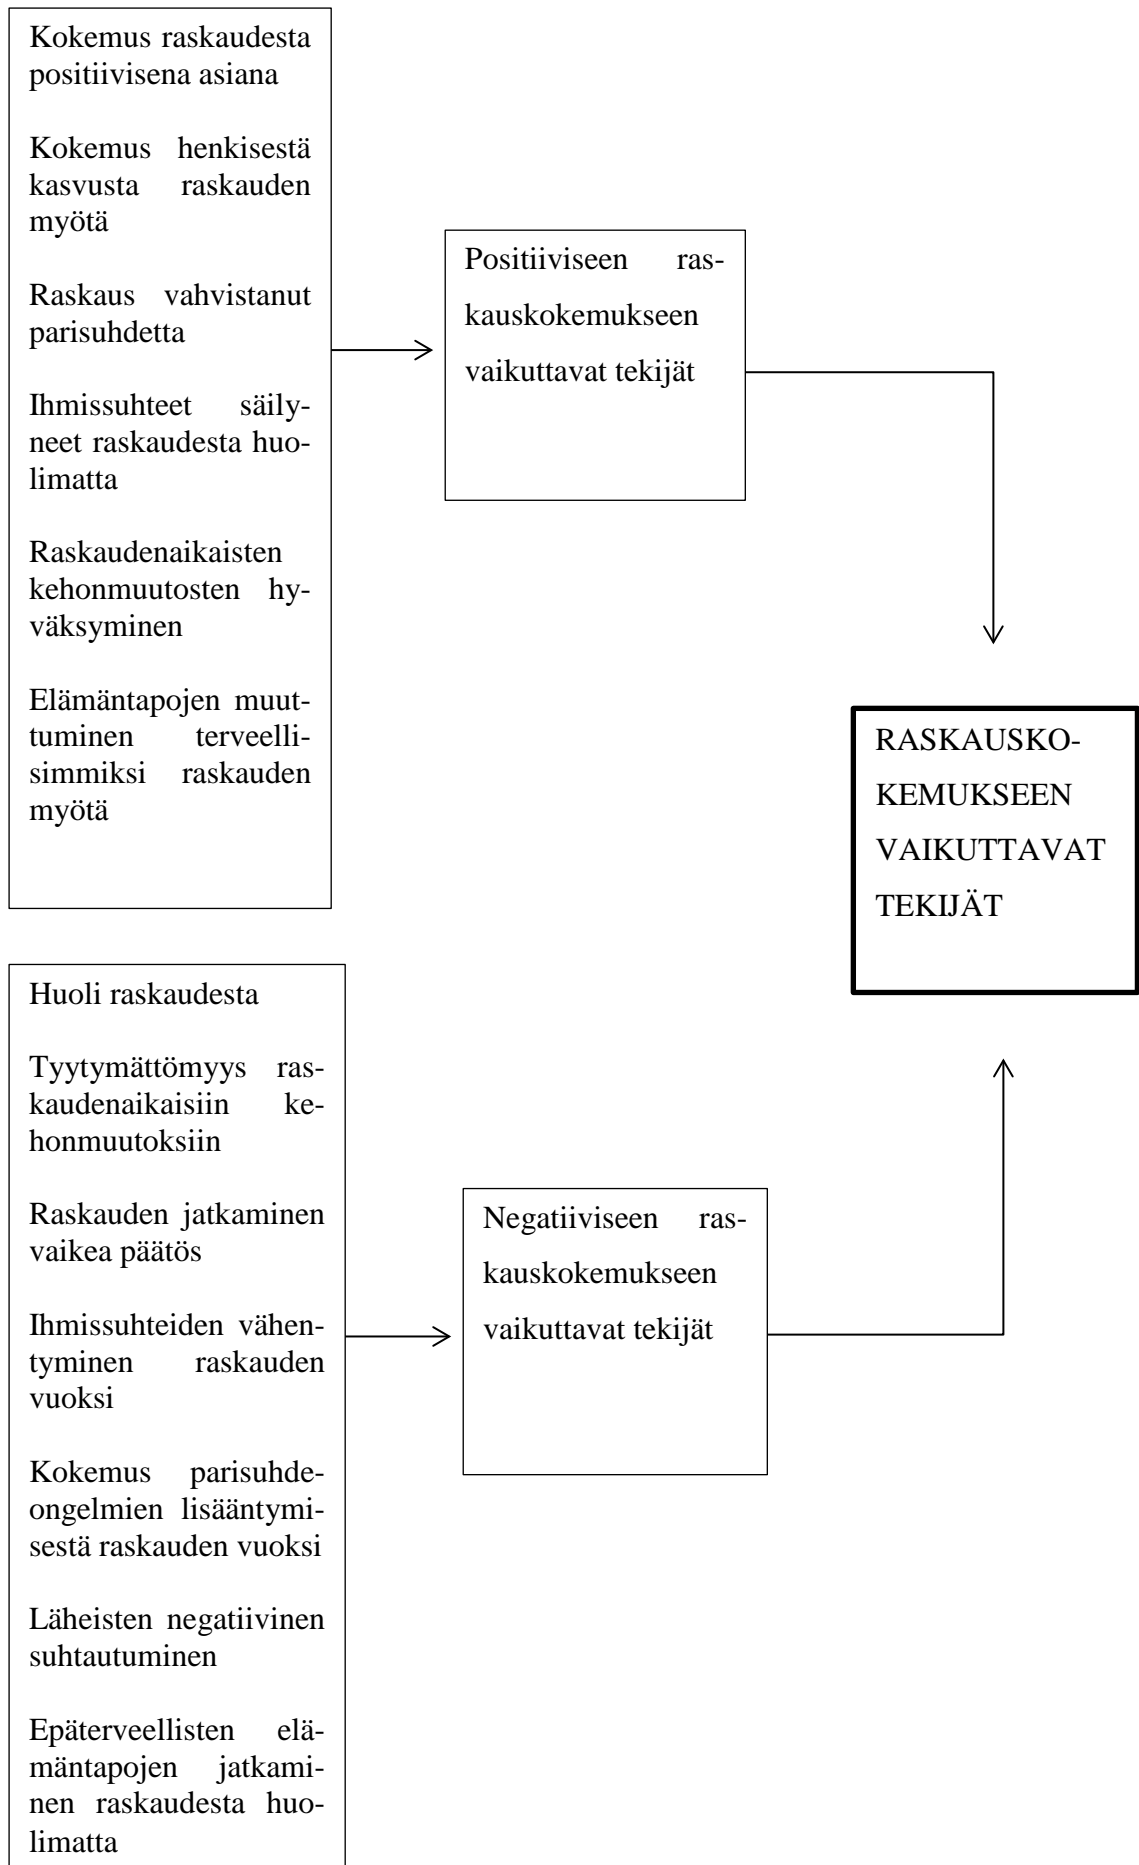 Kokemus raskaudesta
positiivisena asiana
Kokemus henkisestä
kasvusta raskauden
myötä
Raskaus vahvistanut
parisuhdetta
Ihmissuhteet säily-
neet raskaudesta huo-
limatta
Raskaudenaikaisten
kehonmuutosten hy-
väksyminen
Elämäntapojen muut-
tuminen terveelli-
simmiksi raskauden
myötä
Positiiviseen ras-
kauskokemukseen
vaikuttavat tekijät
RASKAUSKO-
KEMUKSEEN
VAIKUTTAVAT
TEKIJÄT
Huoli raskaudesta
Tyytymättömyys ras-
kaudenaikaisiin ke-
honmuutoksiin
Raskauden jatkaminen
vaikea päätös
Ihmissuhteiden vähen-
tyminen raskauden
vuoksi
Kokemus parisuhde-
ongelmien lisääntymi-
sestä raskauden vuoksi
Läheisten negatiivinen
suhtautuminen
Epäterveellisten elä-
mäntapojen jatkami-
nen raskaudesta huo-
limatta
Negatiiviseen ras-
kauskokemukseen
vaikuttavat tekijät